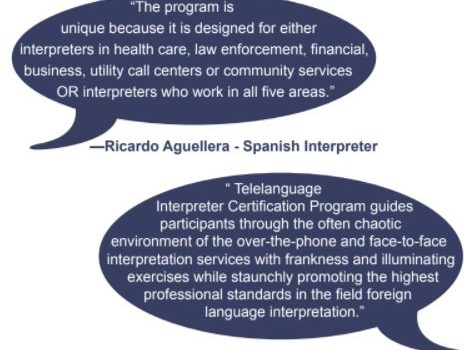 “The program is
unique because it is designed for either
interpreters in health care, law enforcement, financial,
business, utility call centers or community services
OR interpreters who work in all five areas.”
—Ricardo Aguellera - Spanish Interpreter
“ Telelanguage
Interpreter Certification Program guides
participants through the often chaotic
environment of the over-the-phone and face-to-face
interpretation services with frankness and illuminating
exercises while staunchly promoting the highest
professional standards in the field foreign
language interpretation.”